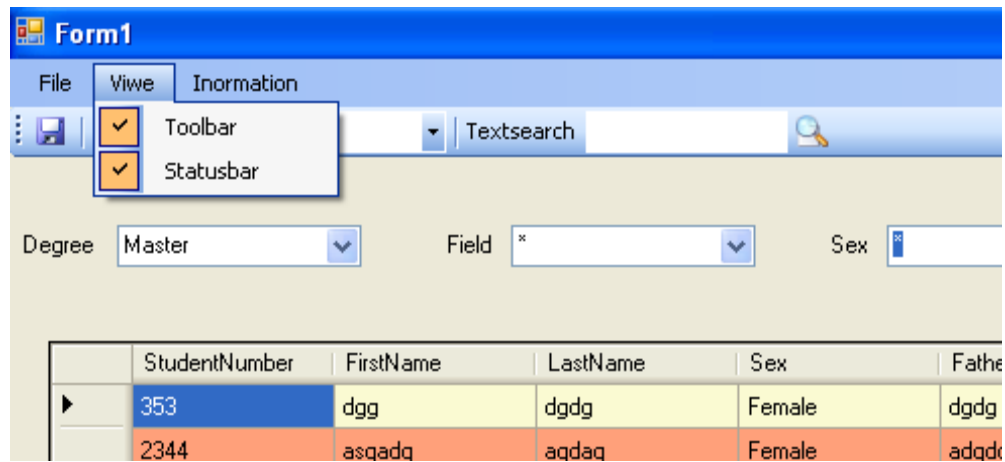 Form1
File Viwe Inormation
Toolbar
Textsearch
Statusbar
Degree Master Field * Sex *
StudentNumber FirstName LastName Sex Fathe
353 dgg dgdg Female dgdg
2344 asgadg agdag Female